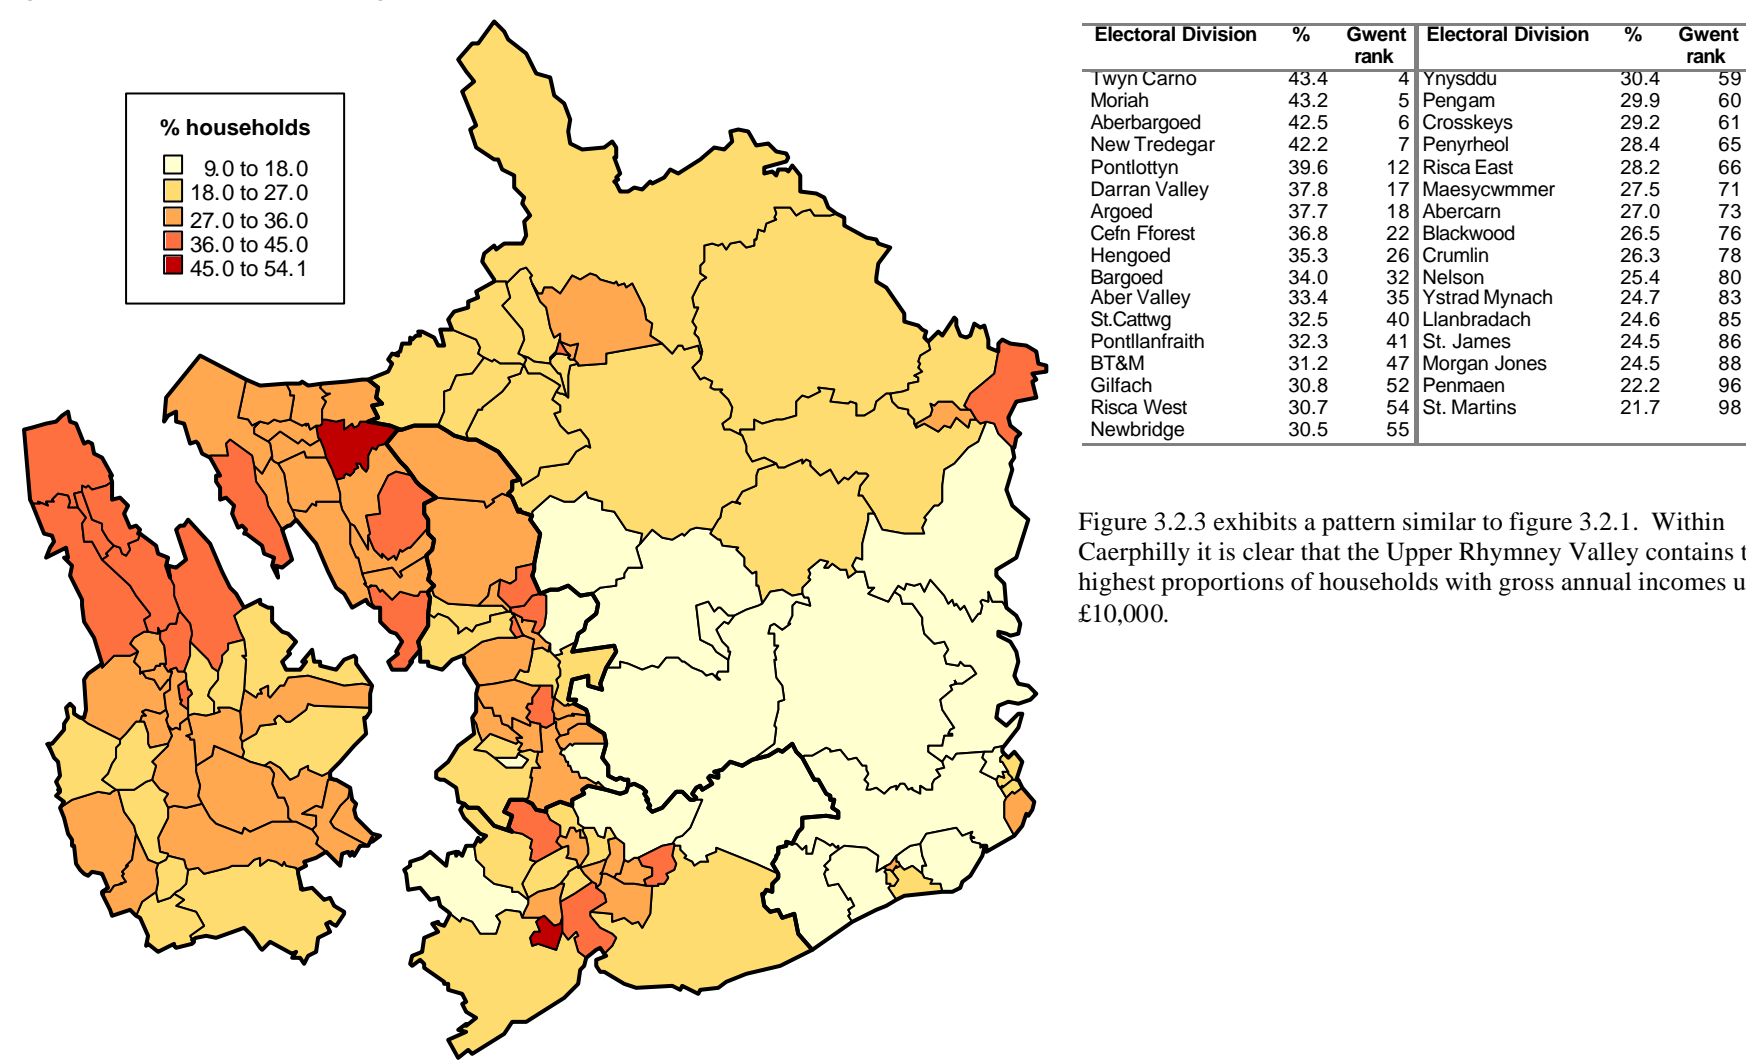 % households
9.0 to 18.0
18.0 to 27.0
27.0 to 36.0
36.0 to 45.0
45.0 to 54.1
Electoral Division % Gwent rank Electoral Division % Gwent rank
Twyn Carno 43.4 4 Ynysddu 30.4 59
Moriah 43.2 5 Pengam 29.9 60
Aberbargoed 42.5 6 Crosskeys 29.2 61
New Tredegar 42.2 7 Penyrheol 28.4 65
Pontlottyn 39.6 12 Risca East 28.2 66
Darran Valley 37.8 17 Maesycwmmer 27.5 71
Argoed 37.7 18 Abercarn 27.0 73
Cefn Fforest 36.8 22 Blackwood 26.5 76
Hengoed 35.3 26 Crumlin 26.3 78
Bargoed 34.0 32 Nelson 25.4 80
Aber Valley 33.4 35 Ystrad Mynach 24.7 83
St.Cattwg 32.5 40 Llanbradach 24.6 85
Pontllanfraith 32.3 41 St. James 24.5 86
BT&M 31.2 47 Morgan Jones 24.5 88
Gilfach 30.8 52 Penmaen 22.2 96
Risca West 30.7 54 St. Martins 21.7 98
Newbridge 30.5 55
Figure 3.2.3 exhibits a pattern similar to figure 3.2.1. Within
Caerphilly it is clear that the Upper Rhymney Valley contains t
highest proportions of households with gross annual incomes u
£10,000.